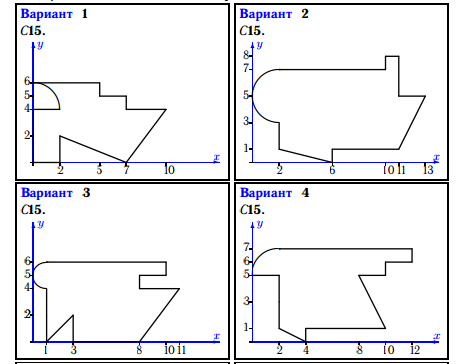 Вариант 1
C15.
y
6
5
4
2
2 5 7 10 x
Вариант 2
C15.
y
8
7
5
3
1
2 6 10 11 13 x
Вариант 3
C15.
y
6
5
4
2
1 3 8 10 11 x
Вариант 4
C15.
y
7
6
5
3
1
2 4 8 10 12 x